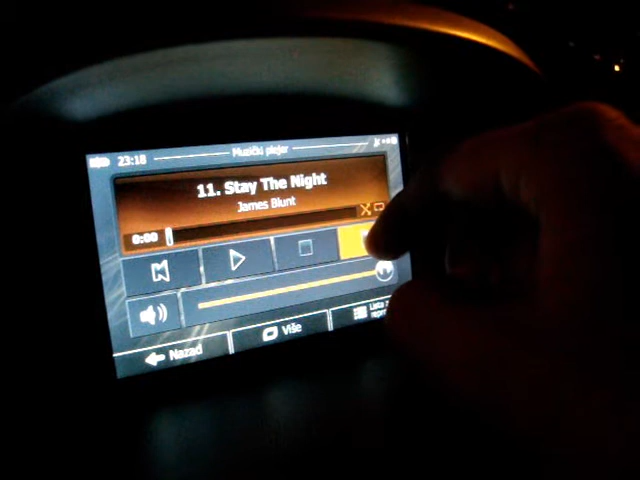 23:18 Muzički plejer
11. Stay The Night
James Blunt
0:00
Nazad
Više
Lista